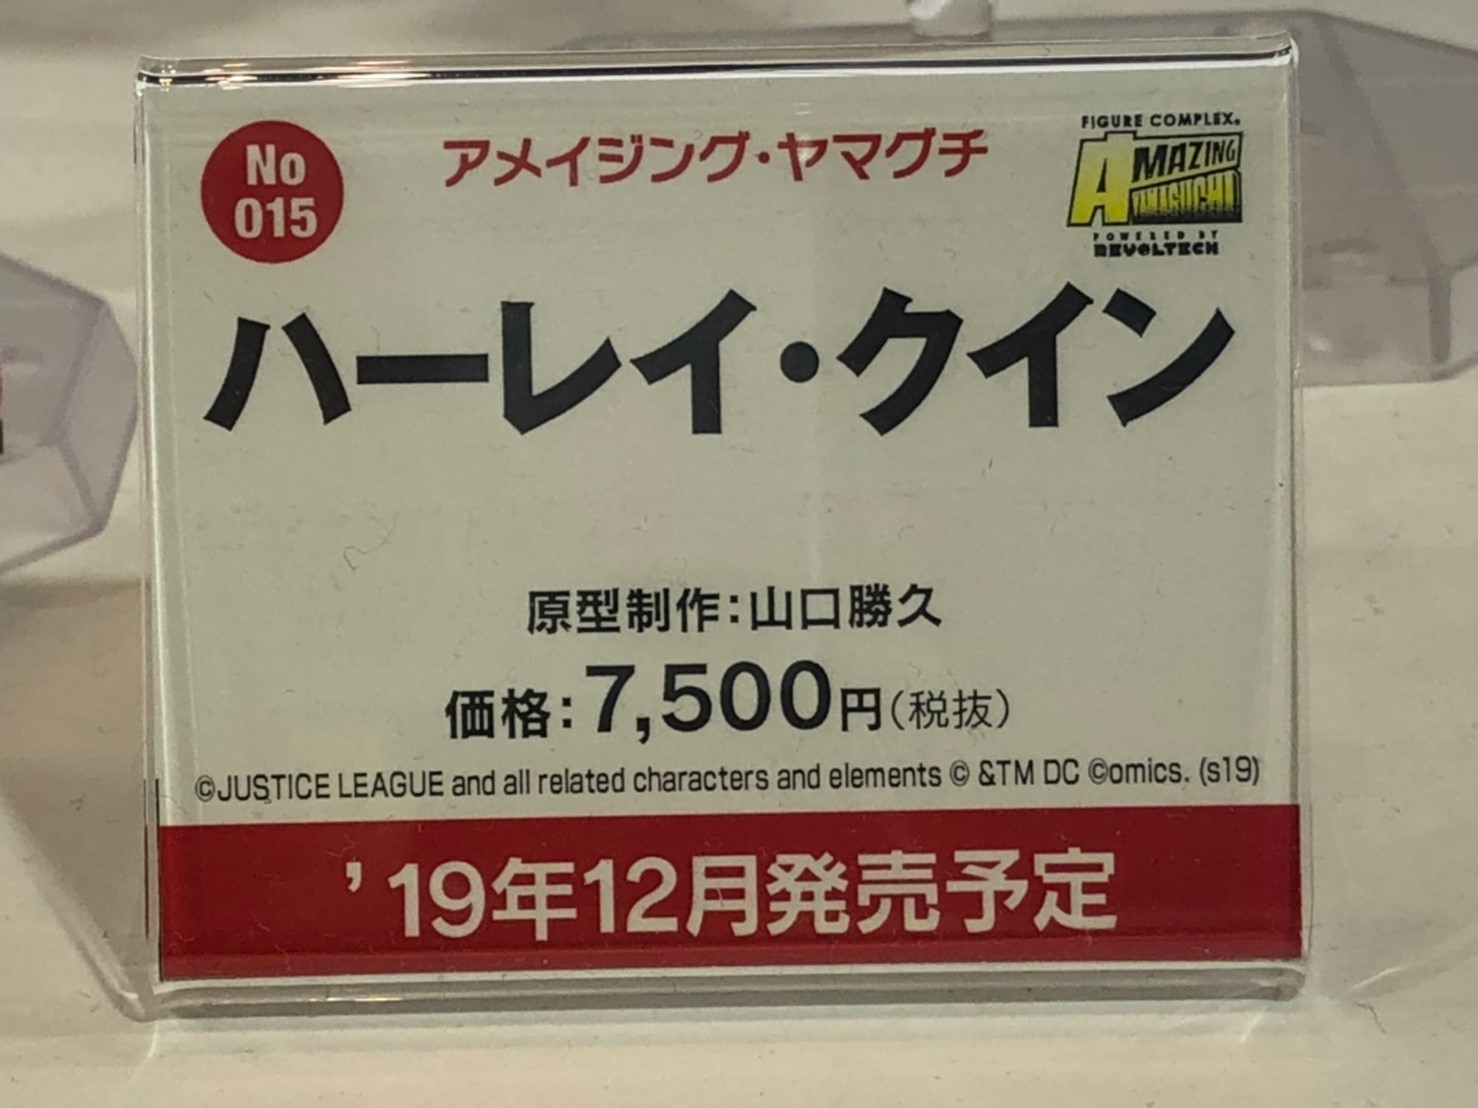 No
015
アメイジング・ヤマグチ
FIGURE COMPLEX®
AMAZING
YAMAGUCHI
POWERED BY
REVOLTECH
ハーレイ・クイン
原型制作：山口勝久
価格：7,500円（税抜）
©JUSTICE LEAGUE and all related characters and elements © &TM DC ©omics. (s19)
’19年12月発売予定